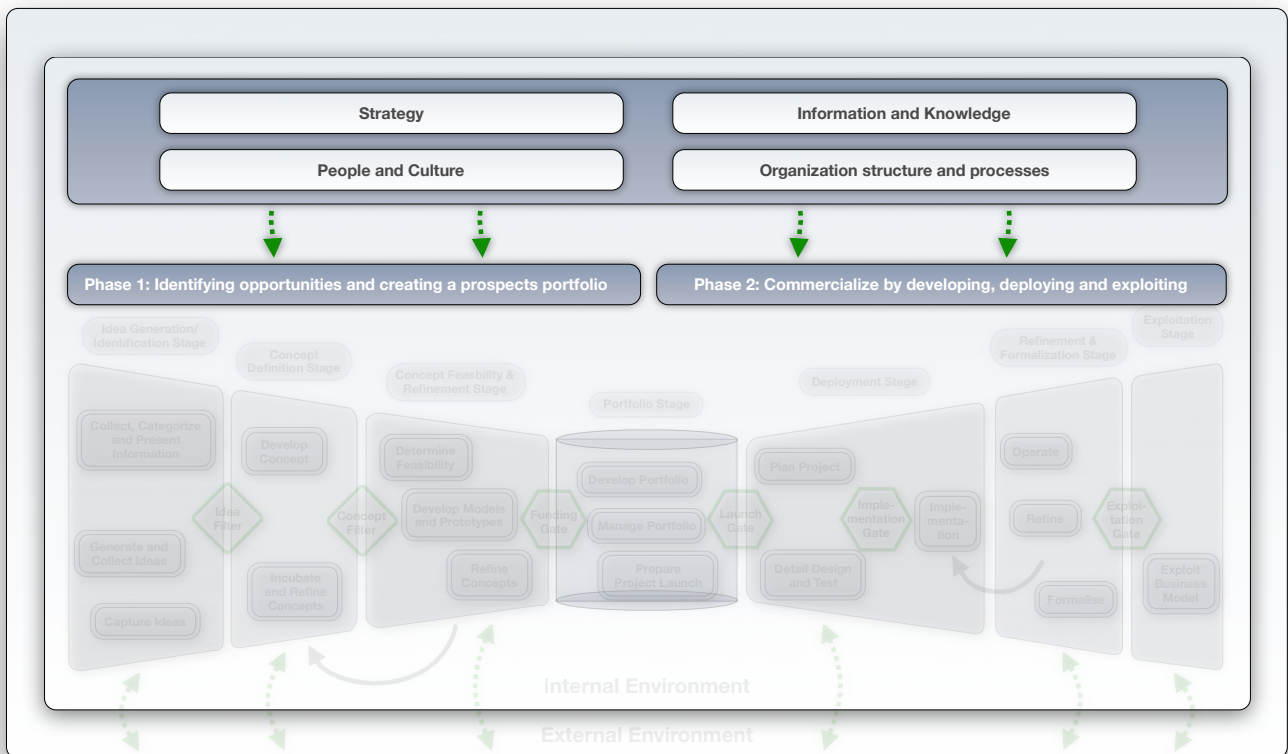 Strategy
Information and Knowledge
People and Culture
Organization structure and processes
Phase 1: Identifying opportunities and creating a prospects portfolio
Phase 2: Commercialize by developing, deploying and exploiting
Idea Generation/
Identification Stage
Concept
Definition Stage
Concept Feasbility &
Refinement Stage
Portfolio Stage
Deployment Stage
Refinement &
Formalization Stage
Exploitation
Stage
Collect, Categorize
and Present
Information
Generate and
Collect Ideas
Capture Ideas
Idea
Filter
Develop
Concept
Incubate
and Refine
Concepts
Concept
Filter
Determine
Feasibility
Develop Models
and Prototypes
Refine
Concepts
Funding
Gate
Develop Portfolio
Manage Portfolio
Prepare
Project Launch
Launch
Gate
Plan Project
Detail Design
and Test
Imple-
mentation
Gate
Imple-
menta-
tion
Operate
Refine
Formalise
Exploi-
tation
Gate
Exploit
Business
Model
Internal Environment
External Environment